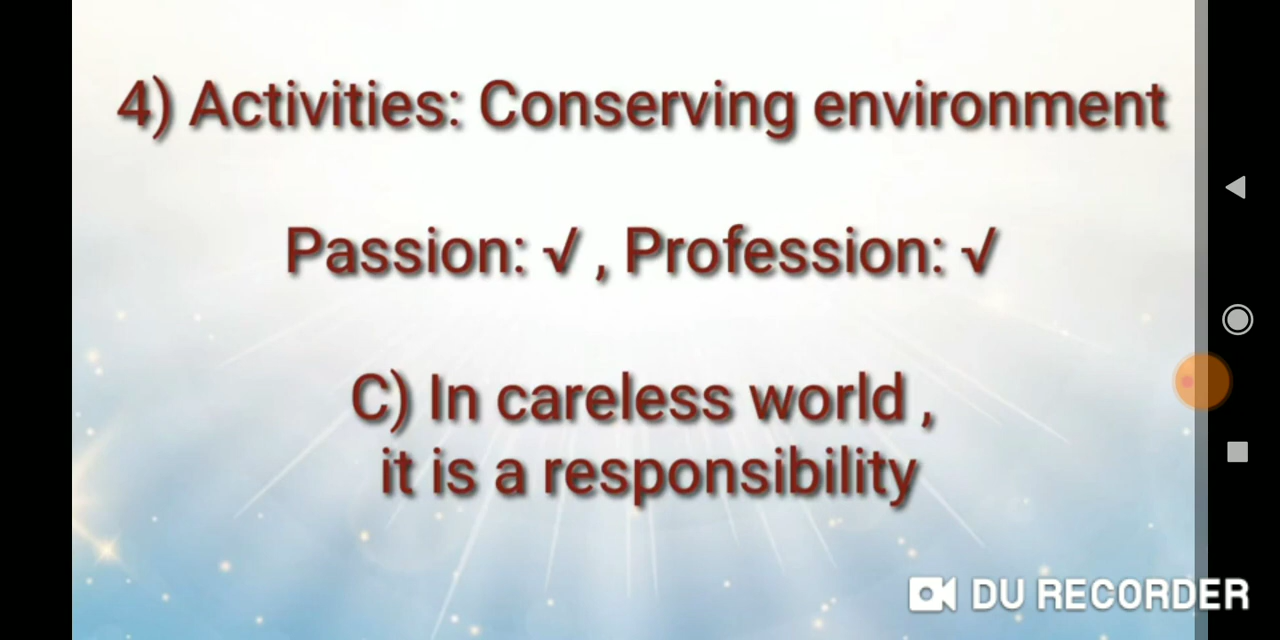 4) Activities: Conserving environment
Passion: √ , Profession: √
C) In careless world ,
it is a responsibility
DU RECORDER